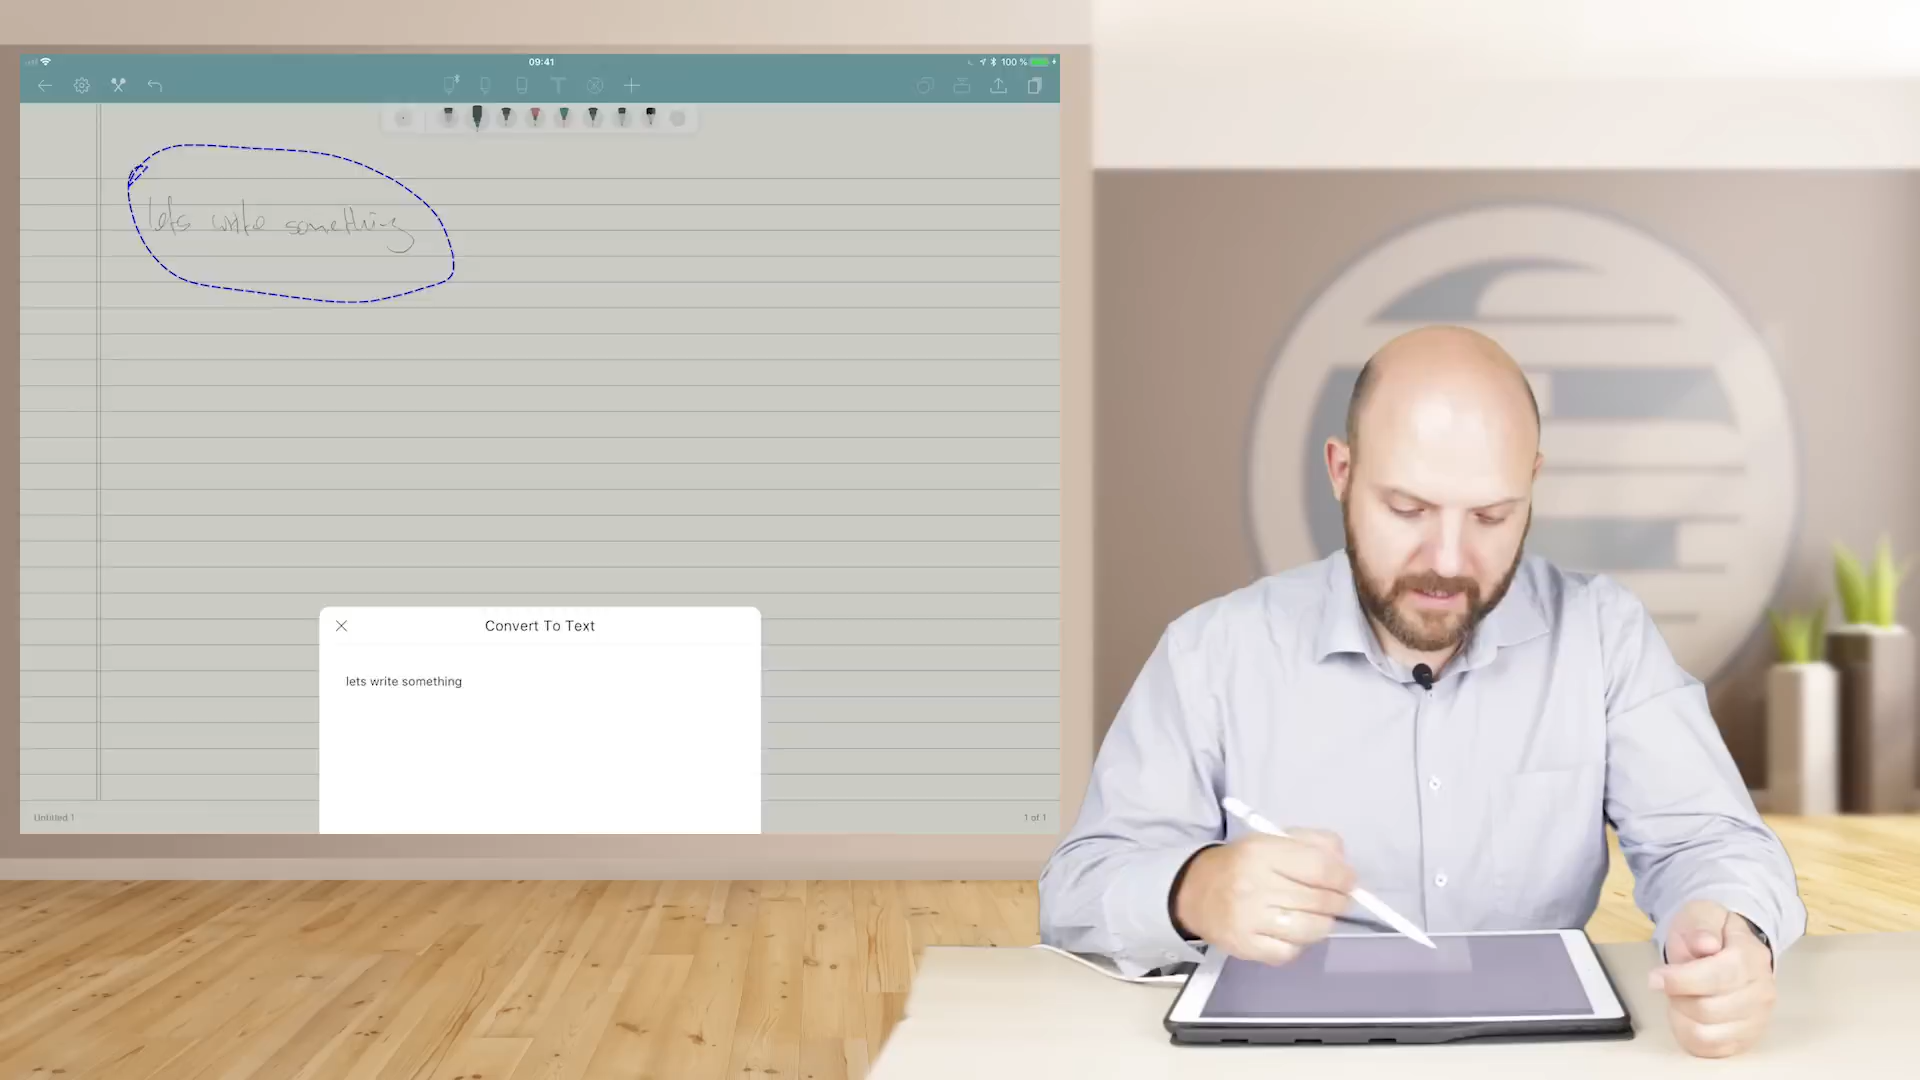 09:41
100 %
lets write something
Convert To Text
lets write something
Untitled 1
1 of 1